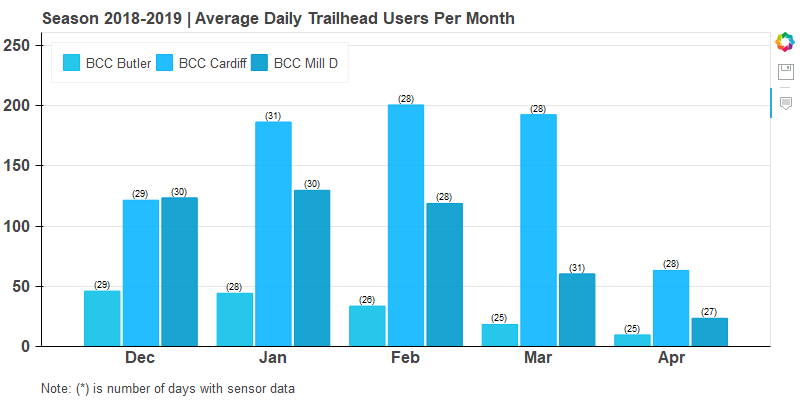 Season 2018-2019 | Average Daily Trailhead Users Per Month
250
200
150
100
50
0
BCC Butler BCC Cardiff BCC Mill D
(29) (29) (30)
(28) (31) (30)
(26) (28) (28)
(25) (28) (31)
(25) (28) (27)
Dec Jan Feb Mar Apr
Note: (*) is number of days with sensor data